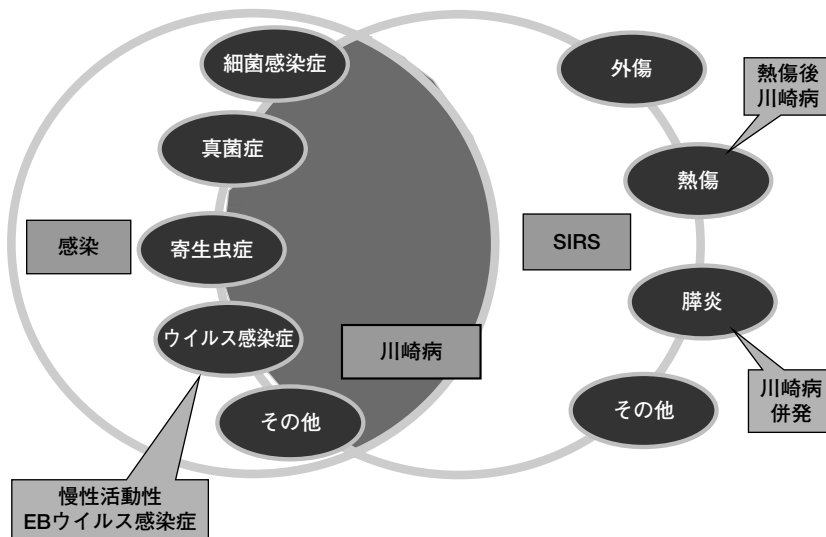 細菌感染症
外傷
熱傷後
川崎病
真菌症
熱傷
感染
寄生虫症
SIRS
膵炎
ウイルス感染症
川崎病
川崎病
併発
その他
その他
慢性活動性
EBウイルス感染症